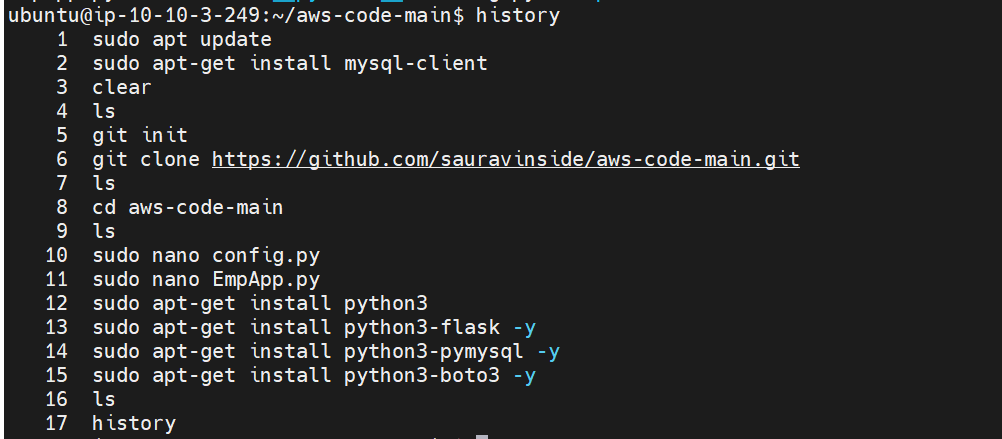 ubuntu@ip-10-10-3-249:~/aws-code-main$ history
1 sudo apt update
2 sudo apt-get install mysql-client
3 clear
4 ls
5 git init
6 git clone https://github.com/sauravinside/aws-code-main.git
7 ls
8 cd aws-code-main
9 ls
10 sudo nano config.py
11 sudo nano EmpApp.py
12 sudo apt-get install python3
13 sudo apt-get install python3-flask -y
14 sudo apt-get install python3-pymysql -y
15 sudo apt-get install python3-boto3 -y
16 ls
17 history